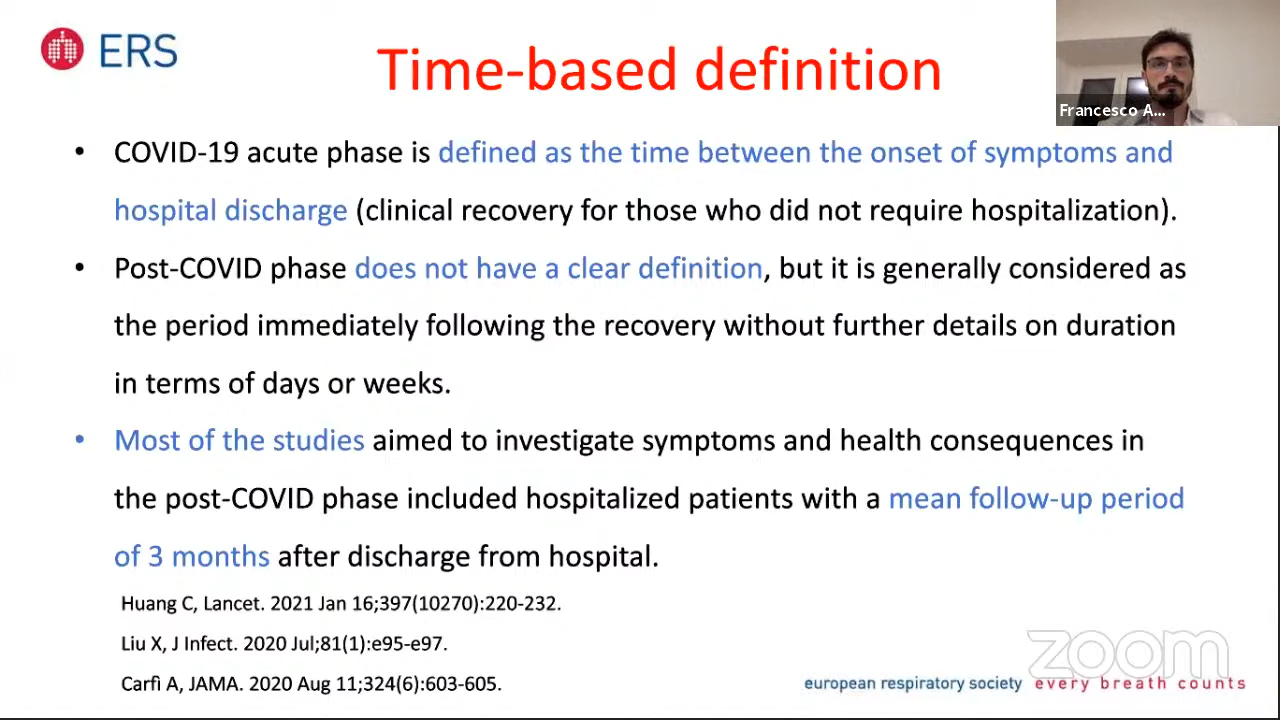 ERS
Time-based definition
Francesco A...
• COVID-19 acute phase is defined as the time between the onset of symptoms and
hospital discharge (clinical recovery for those who did not require hospitalization).
• Post-COVID phase does not have a clear definition, but it is generally considered as
the period immediately following the recovery without further details on duration
in terms of days or weeks.
• Most of the studies aimed to investigate symptoms and health consequences in
the post-COVID phase included hospitalized patients with a mean follow-up period
of 3 months after discharge from hospital.
Huang C, Lancet. 2021 Jan 16;397(10270):220-232.
Liu X, J Infect. 2020 Jul;81(1):e95-e97.
Carfì A, JAMA. 2020 Aug 11;324(6):603-605.
zoom
european respiratory society every breath counts